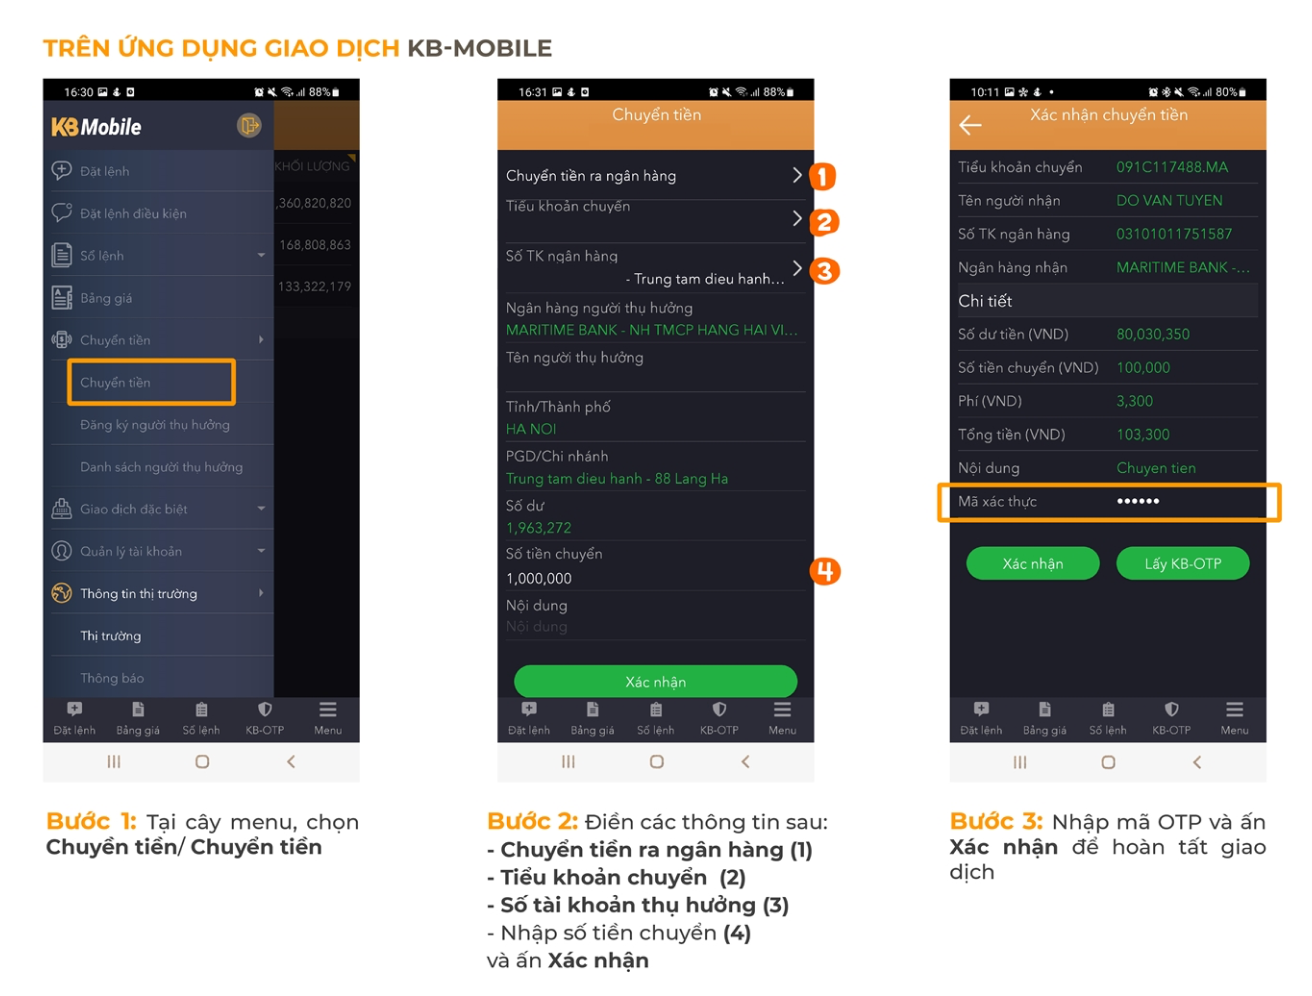 TRÊN ỨNG DỤNG GIAO DỊCH KB-MOBILE
16:30 88%
KB Mobile
KHỐI LƯỢNG
Đặt lệnh
Đặt lệnh điều kiện
,360,820,820
Sổ lệnh
168,808,863
Bảng giá
133,322,179
Chuyển tiền
Chuyển tiền
Đăng ký người thụ hưởng
Danh sách người thụ hưởng
Giao dịch đặc biệt
Quản lý tài khoản
Thông tin thị trường
Thị trường
Thông báo
Đặt lệnh Bảng giá Sổ lệnh KB-OTP Menu
Bước 1: Tại cây menu, chọn
Chuyển tiền/ Chuyển tiền
16:31 88%
Chuyển tiền
Chuyển tiền ra ngân hàng 1
Tiểu khoản chuyển
2
Số TK ngân hàng
- Trung tam dieu hanh... 3
Ngân hàng người thụ hưởng
MARITIME BANK - NH TMCP HANG HAI VI...
Tên người thụ hưởng
Tỉnh/Thành phố
HA NOI
PGD/Chi nhánh
Trung tam dieu hanh - 88 Lang Ha
Số dư
1,963,272
Số tiền chuyển
1,000,000 4
Nội dung
Nội dung
Xác nhận
Đặt lệnh Bảng giá Sổ lệnh KB-OTP Menu
Bước 2: Điền các thông tin sau:
- Chuyển tiền ra ngân hàng (1)
- Tiểu khoản chuyển (2)
- Số tài khoản thụ hưởng (3)
- Nhập số tiền chuyển (4)
và ấn Xác nhận
10:11 80%
Xác nhận chuyển tiền
Tiểu khoản chuyển 091C117488.MA
Tên người nhận DO VAN TUYEN
Số TK ngân hàng 03101011751587
Ngân hàng nhận MARITIME BANK -...
Chi tiết
Số dư tiền (VND) 80,030,350
Số tiền chuyển (VND) 100,000
Phí (VND) 3,300
Tổng tiền (VND) 103,300
Nội dung Chuyen tien
Mã xác thực ••••••
Xác nhận Lấy KB-OTP
Đặt lệnh Bảng giá Sổ lệnh KB-OTP Menu
Bước 3: Nhập mã OTP và ấn
Xác nhận để hoàn tất giao
dịch